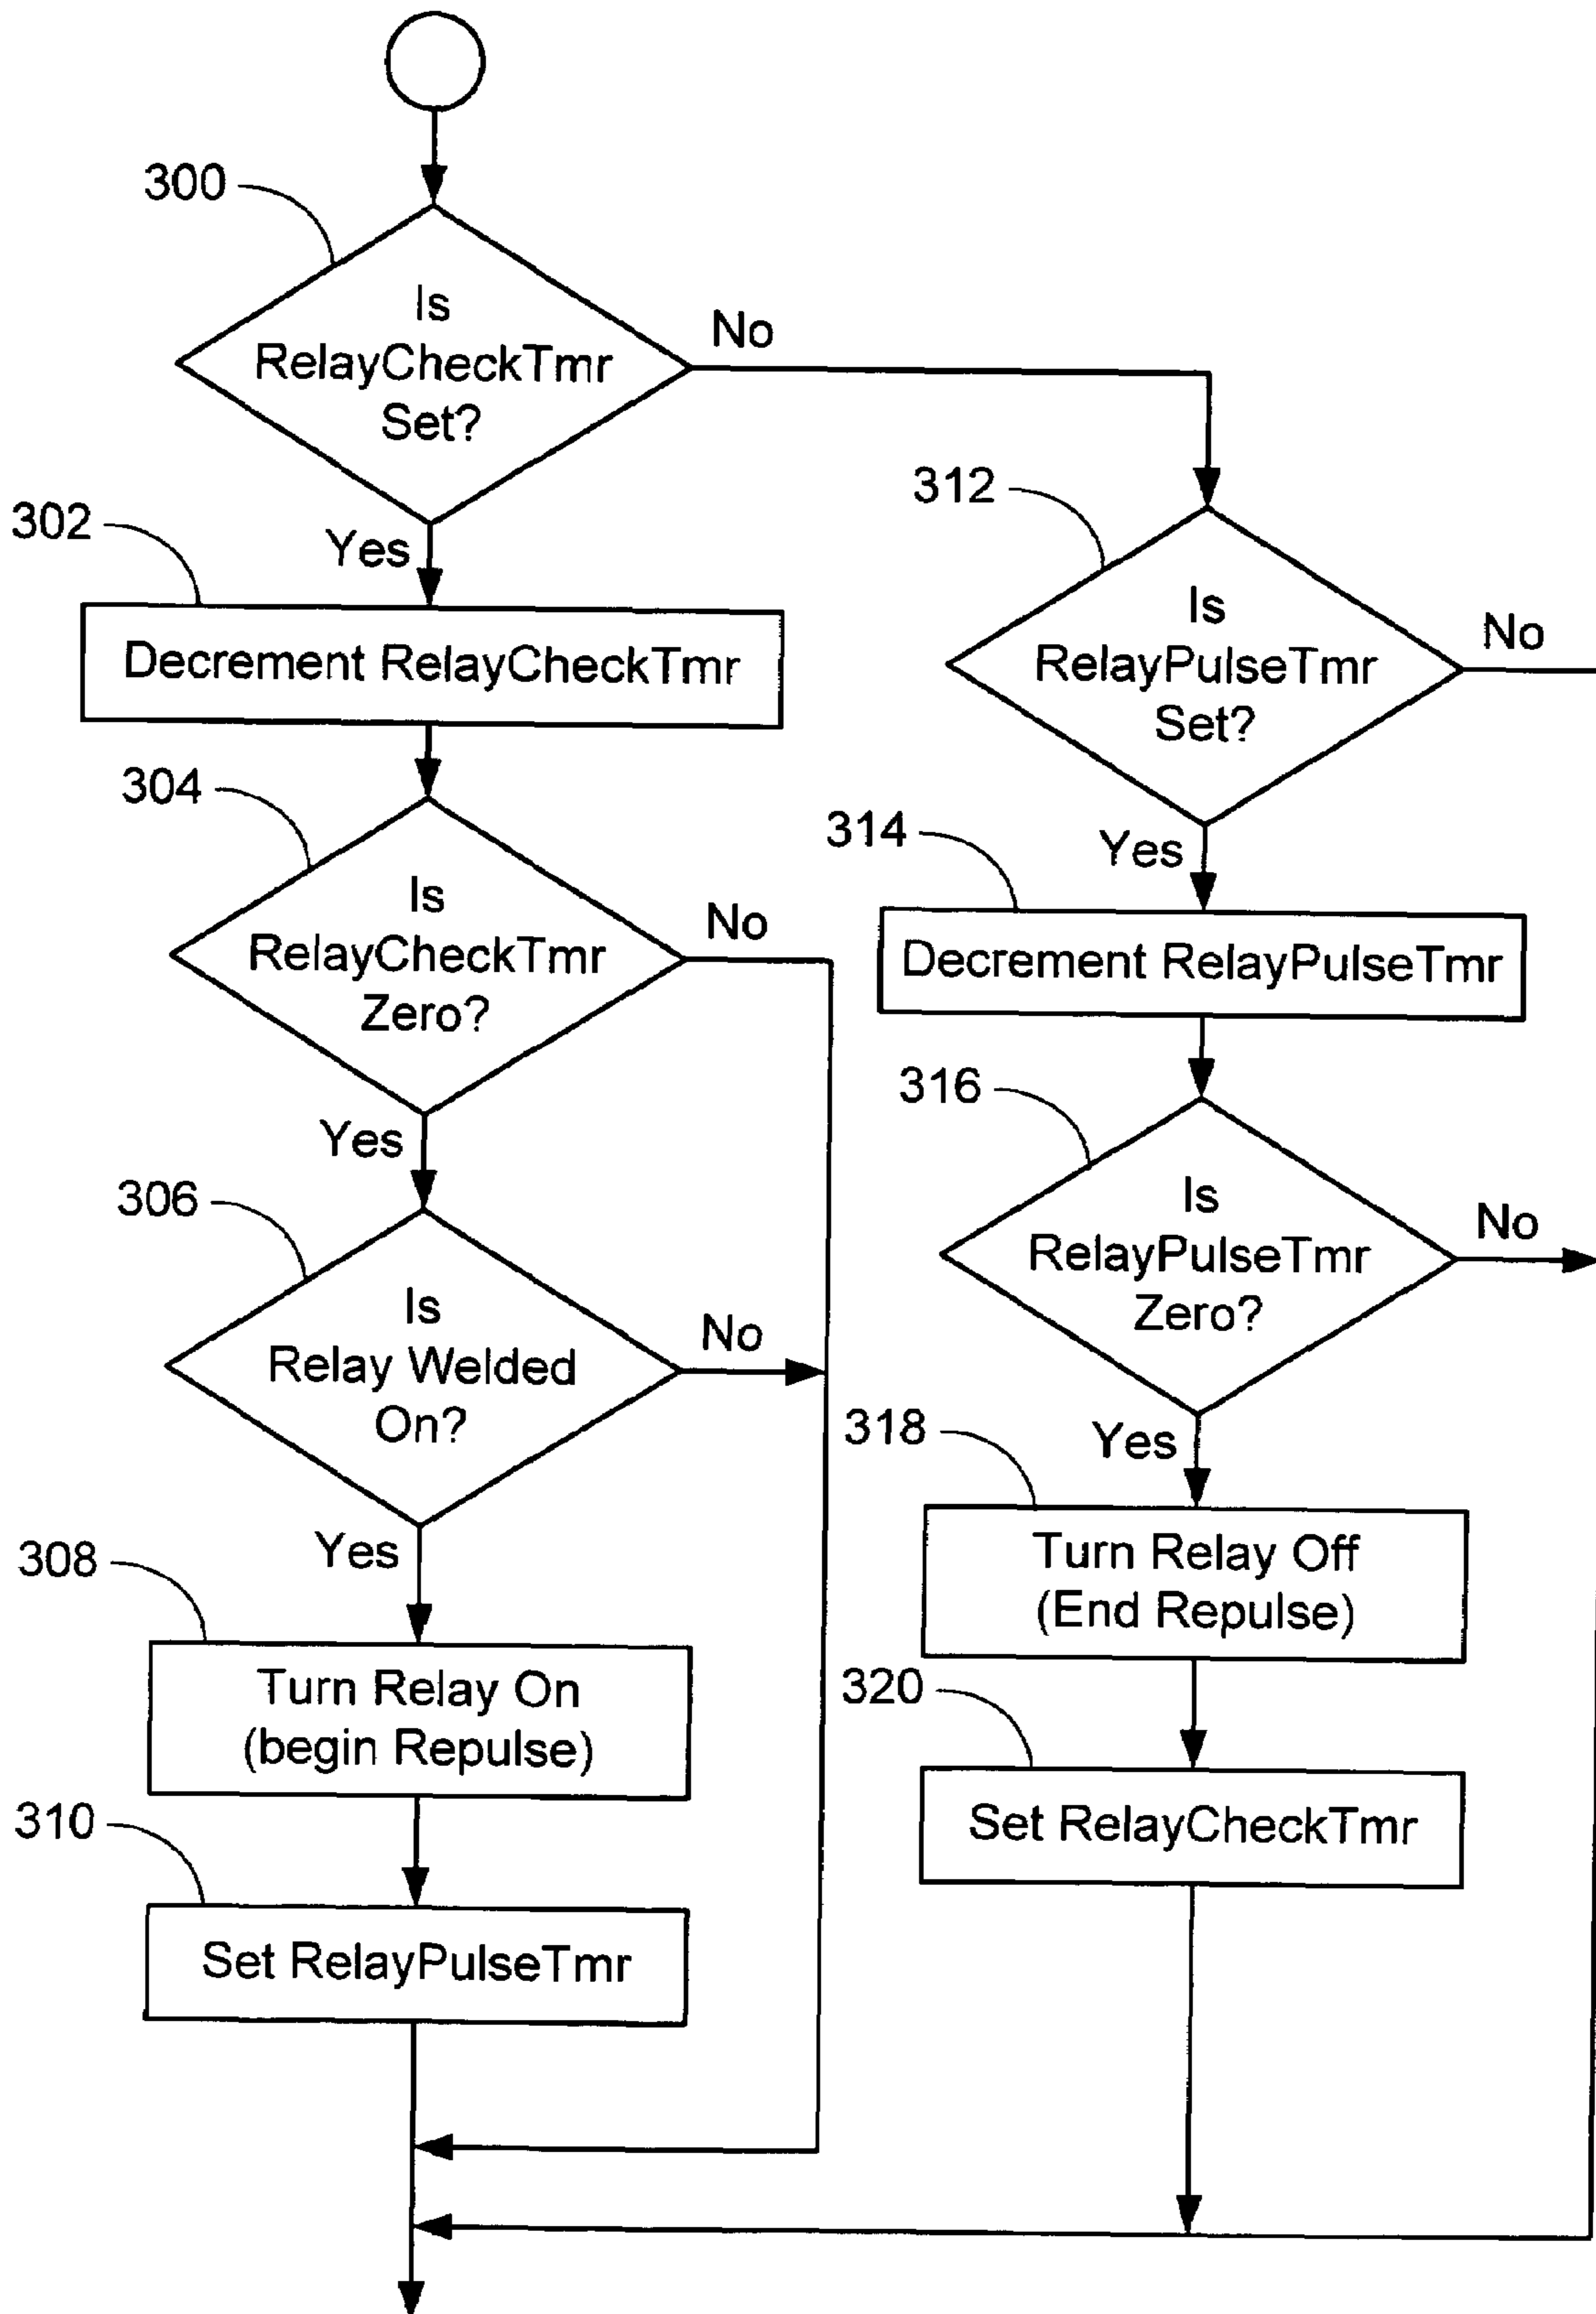 300
Is
RelayCheckTmr
Set?
No
Yes
302
Decrement RelayCheckTmr
304
Is
RelayCheckTmr
Zero?
No
Yes
306
Is
Relay Welded
On?
No
Yes
308
Turn Relay On
(begin Repulse)
310
Set RelayPulseTmr
312
Is
RelayPulseTmr
Set?
No
Yes
314
Decrement RelayPulseTmr
316
Is
RelayPulseTmr
Zero?
No
Yes
318
Turn Relay Off
(End Repulse)
320
Set RelayCheckTmr